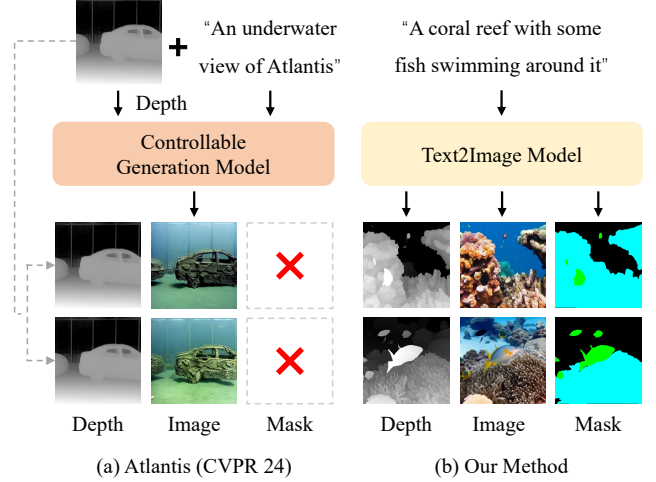 "An underwater
view of Atlantis"
+
Depth
Controllable
Generation Model
Depth
Image
Mask
(a) Atlantis (CVPR 24)
"A coral reef with some
fish swimming around it"
Text2Image Model
Depth
Image
Mask
(b) Our Method